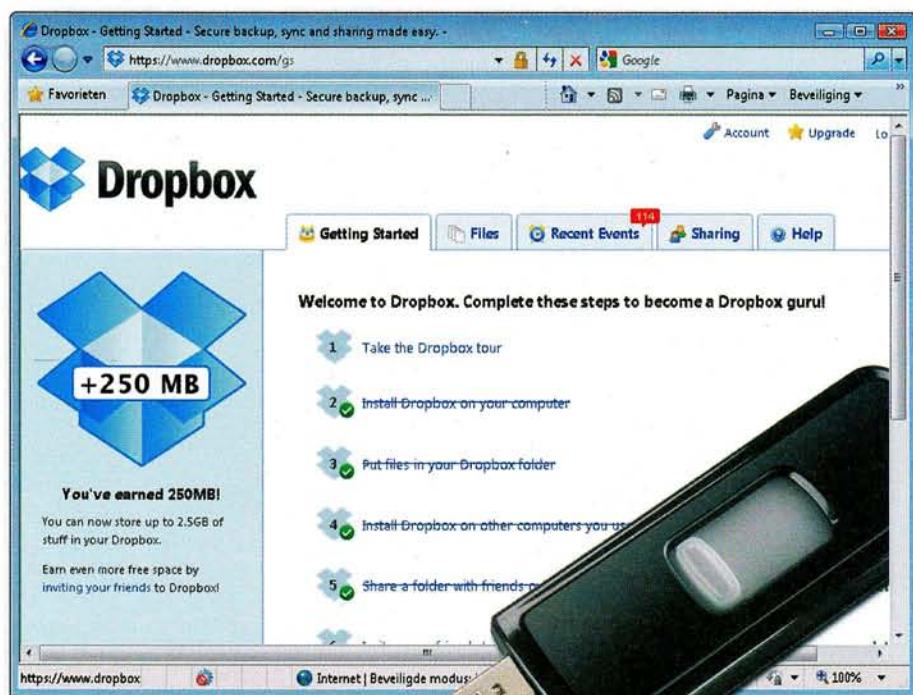 Dropbox - Getting Started - Secure backup, sync and sharing made easy. -
https://www.dropbox.com/gs
Google
Favorieten
Dropbox - Getting Started - Secure backup, sync ...
Pagina
Beveiliging
Account
Upgrade
Lo
Dropbox
Getting Started
Files
Recent Events
114
Sharing
Help
+250 MB
You've earned 250MB!
You can now store up to 2.5GB of
stuff in your Dropbox.
Earn even more free space by
inviting your friends to Dropbox!
Welcome to Dropbox. Complete these steps to become a Dropbox guru!
1 Take the Dropbox tour
2 Install Dropbox on your computer
3 Put files in your Dropbox folder
4 Install Dropbox on other computers you use
5 Share a folder with friends
https://www.dropbox
Internet | Beveiligde modus:
100%